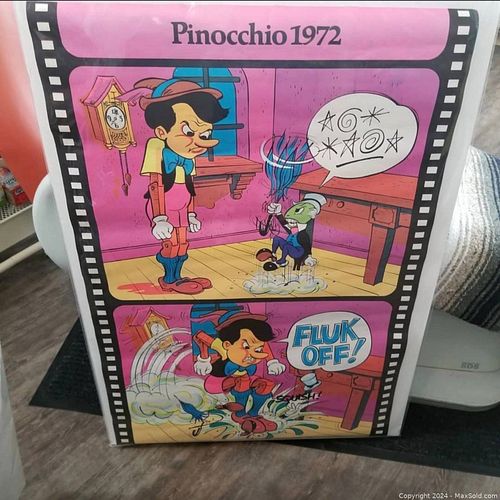 Pinocchio 1972
☆@☆*
*☆@☆
FLUK
OFF!
SQUISH!
Copyright © 2024 - MaxSold.com